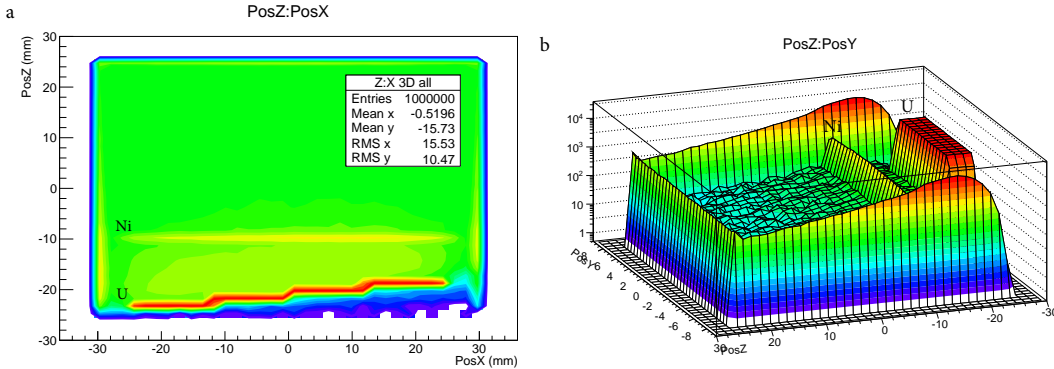 a
PosZ:PosX
PosZ (mm)
30
20
10
0
-10
-20
-30
Z:X 3D all
Entries 1000000
Mean x -0.5196
Mean y -15.73
RMS x 15.53
RMS y 10.47
Ni
U
-30 -20 -10 0 10 20 30
PosX (mm)
b
PosZ:PosY
U
Ni
10⁴
10³
10²
10
1
PosY
8 6 4 2 0 -2 -4 -6 -8
PosZ
30 20 10 0 -10 -20 -30